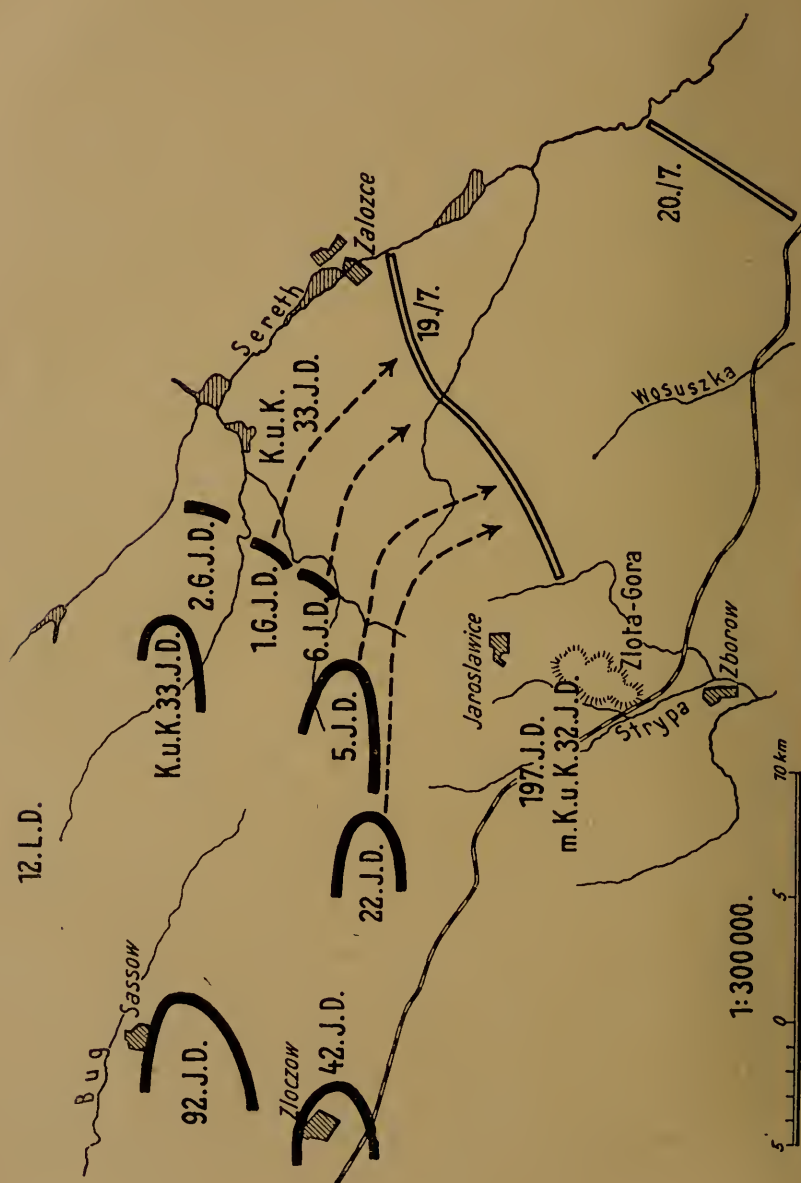 12.L.D.
Bug
Sassow
K.u.K.33.J.D.
92.J.D.
2.G.J.D.
Sereth
1.G.J.D.
K.u.K.
33.J.D.
Zloczow
6.J.D.
42.J.D.
5.J.D.
22.J.D.
Zalozce
19./7.
Jaroslawice
197.J.D.
m.K.u.K.32.J.D.
Strypa
Zlota-Gora
Wosuszka
20./7.
Zborow
1:300000.
5 0 5 10 km